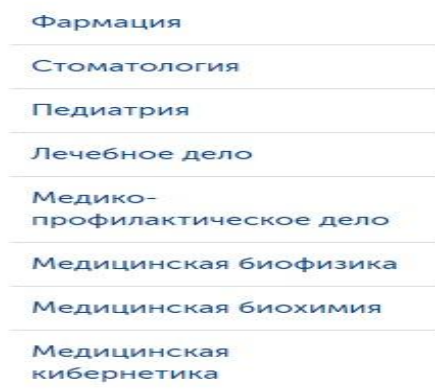 Фармация
Стоматология
Педиатрия
Лечебное дело
Медико-
профилактическое дело
Медицинская биофизика
Медицинская биохимия
Медицинская
кибернетика